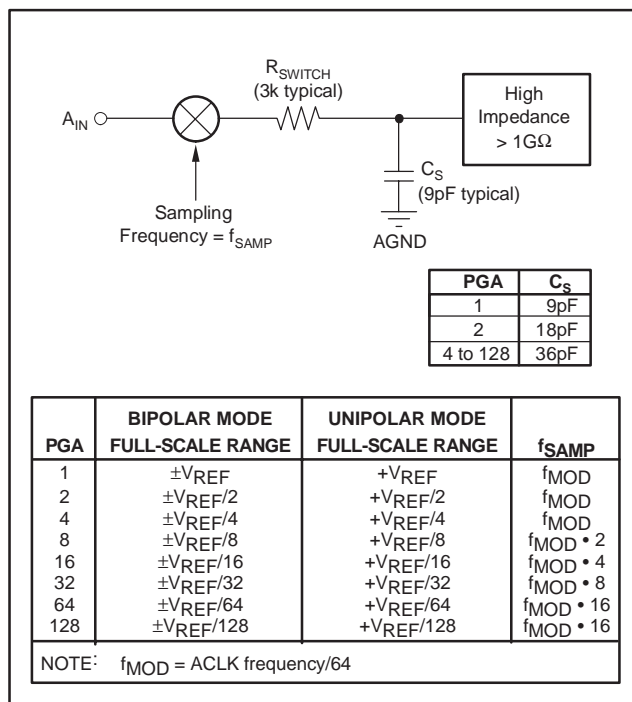 R_SWITCH
(3k typical)
A_IN
High
Impedance
> 1GΩ
C_S
(9pF typical)
AGND
Sampling
Frequency = f_SAMP
PGA C_S
1 9pF
2 18pF
4 to 128 36pF
PGA BIPOLAR MODE FULL-SCALE RANGE UNIPOLAR MODE FULL-SCALE RANGE f_SAMP
1 ±V_REF +V_REF f_MOD
2 ±V_REF/2 +V_REF/2 f_MOD
4 ±V_REF/4 +V_REF/4 f_MOD
8 ±V_REF/8 +V_REF/8 f_MOD • 2
16 ±V_REF/16 +V_REF/16 f_MOD • 4
32 ±V_REF/32 +V_REF/32 f_MOD • 8
64 ±V_REF/64 +V_REF/64 f_MOD • 16
128 ±V_REF/128 +V_REF/128 f_MOD • 16
NOTE: f_MOD = ACLK frequency/64